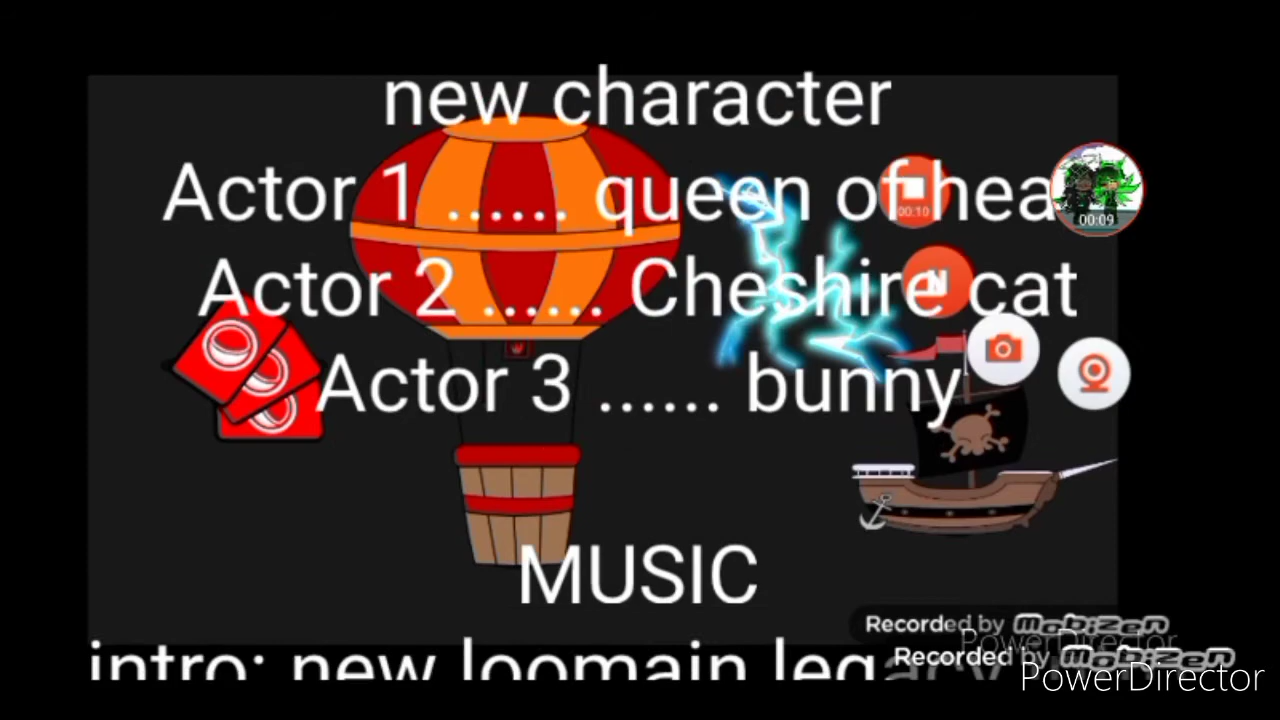 new character
Actor 1 ...... queen of hea
00:10
00:09
Actor 2 ...... Cheshire cat
Actor 3 ...... bunny
MUSIC
Recorded by Mobizen
PowerDirector
intro: new loomain legacy
Recorded by Mobizen
PowerDirector